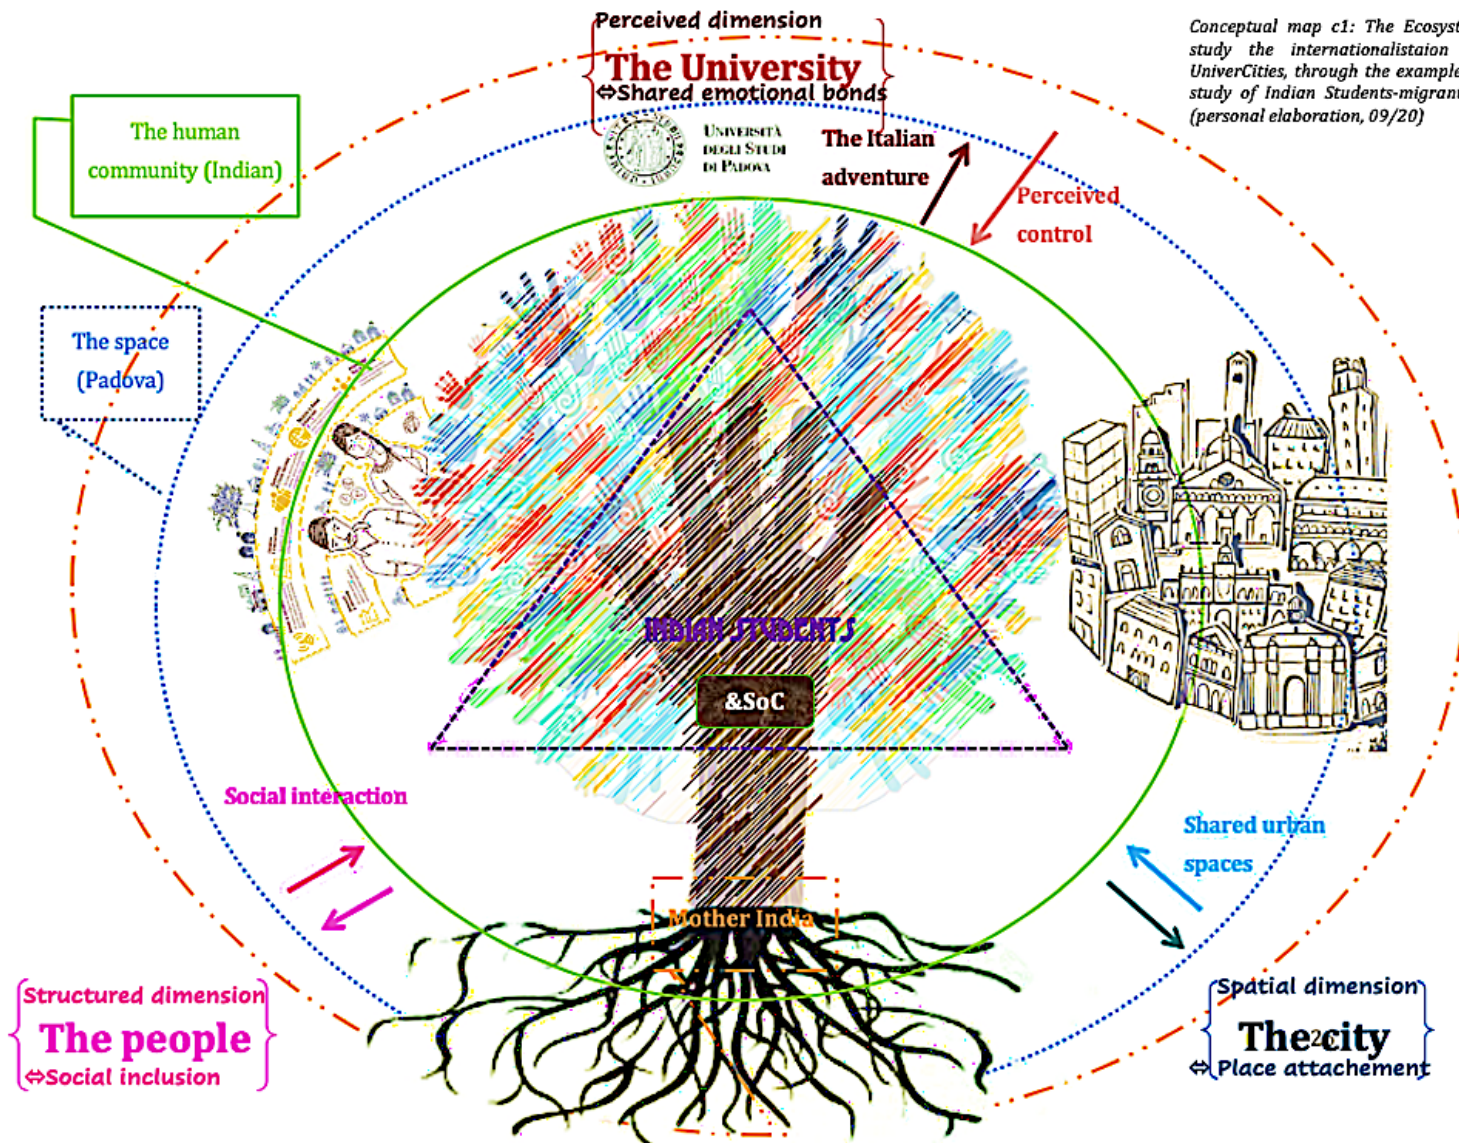 Perceived dimension
The University
⇔Shared emotional bonds
Conceptual map c1: The Ecosyst
study the internationalistaion
UniverCities, through the example
study of Indian Students-migrant
(personal elaboration, 09/20)
UNIVERSITÀ
DEGLI STUDI
DI PADOVA
The Italian
adventure
Perceived
control
The human
community (Indian)
The space
(Padova)
INDIAN STUDENTS
&SoC
Social interaction
Shared urban
spaces
Mother India
Structured dimension
The people
⇔Social inclusion
Spatial dimension
The city
⇔ Place attachement